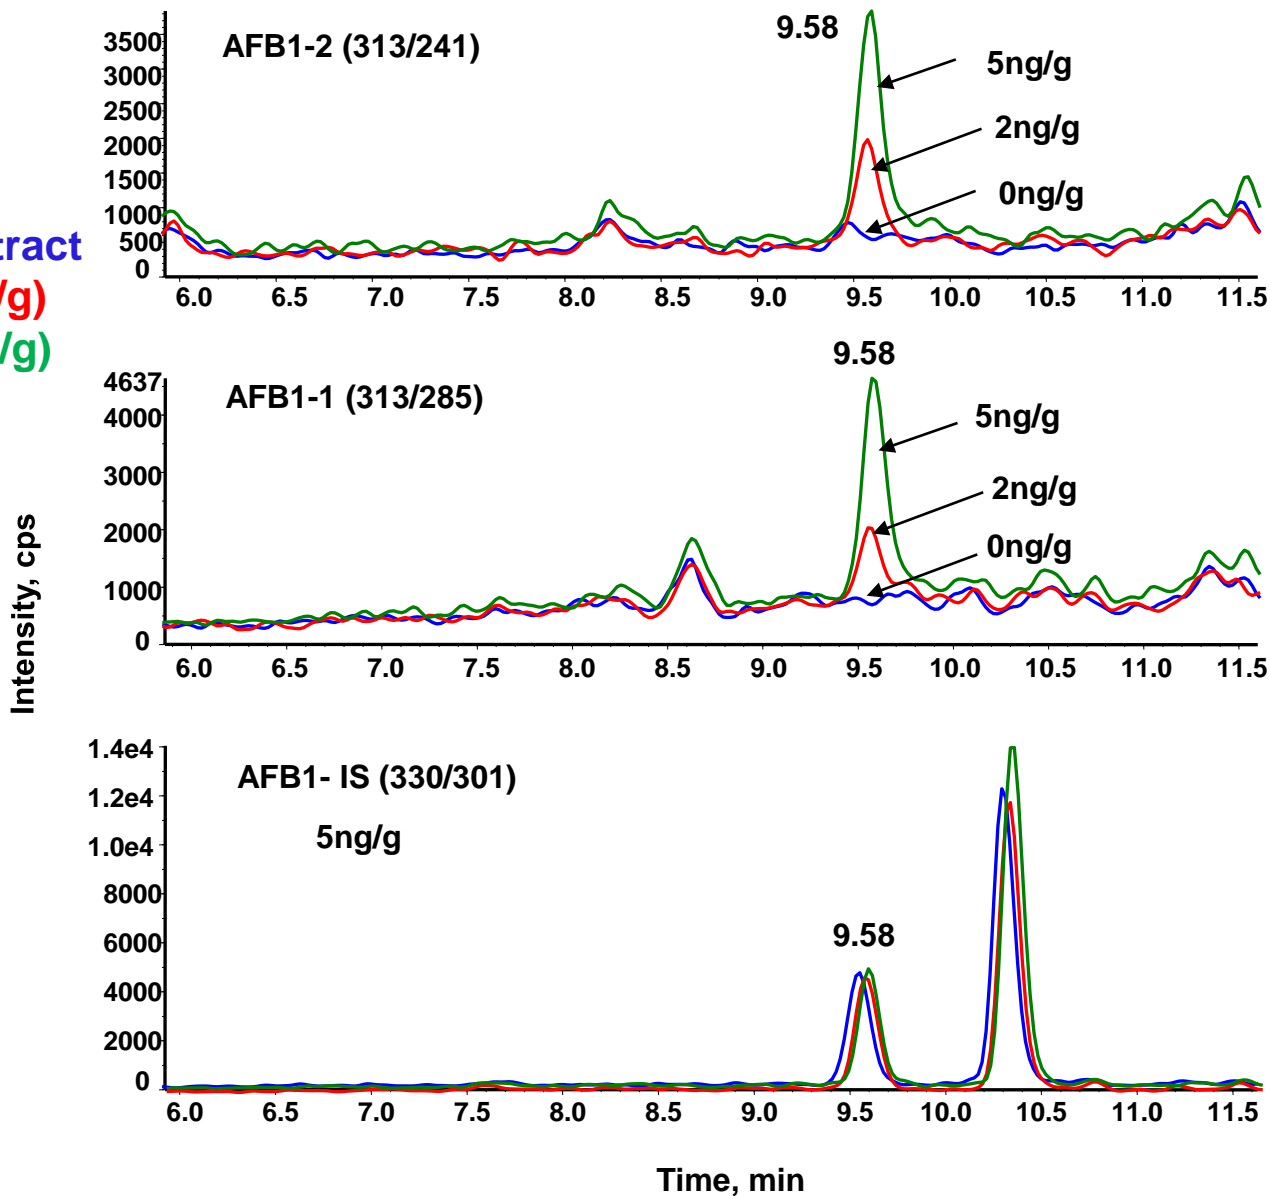 AFB1-2 (313/241)
9.58
5ng/g
2ng/g
0ng/g
3500
3000
2500
2000
1500
1000
500
0
6.0 6.5 7.0 7.5 8.0 8.5 9.0 9.5 10.0 10.5 11.0 11.5
tract
/g)
/g)
AFB1-1 (313/285)
9.58
5ng/g
2ng/g
0ng/g
4637
4000
3000
2000
1000
0
6.0 6.5 7.0 7.5 8.0 8.5 9.0 9.5 10.0 10.5 11.0 11.5
Intensity, cps
AFB1- IS (330/301)
5ng/g
9.58
1.4e4
1.2e4
1.0e4
8000
6000
4000
2000
0
6.0 6.5 7.0 7.5 8.0 8.5 9.0 9.5 10.0 10.5 11.0 11.5
Time, min